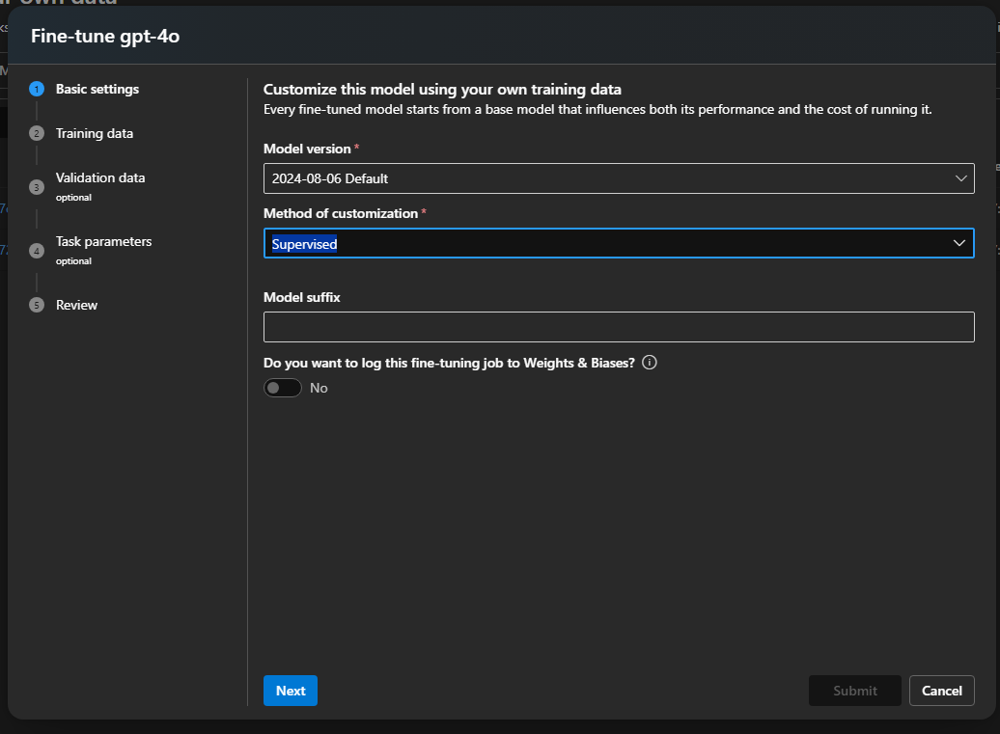 Fine-tune gpt-4o
1 Basic settings
2 Training data
3 Validation data
optional
4 Task parameters
optional
5 Review
Customize this model using your own training data
Every fine-tuned model starts from a base model that influences both its performance and the cost of running it.
Model version *
2024-08-06 Default
Method of customization *
Supervised
Model suffix
Do you want to log this fine-tuning job to Weights & Biases?
No
Next
Submit
Cancel